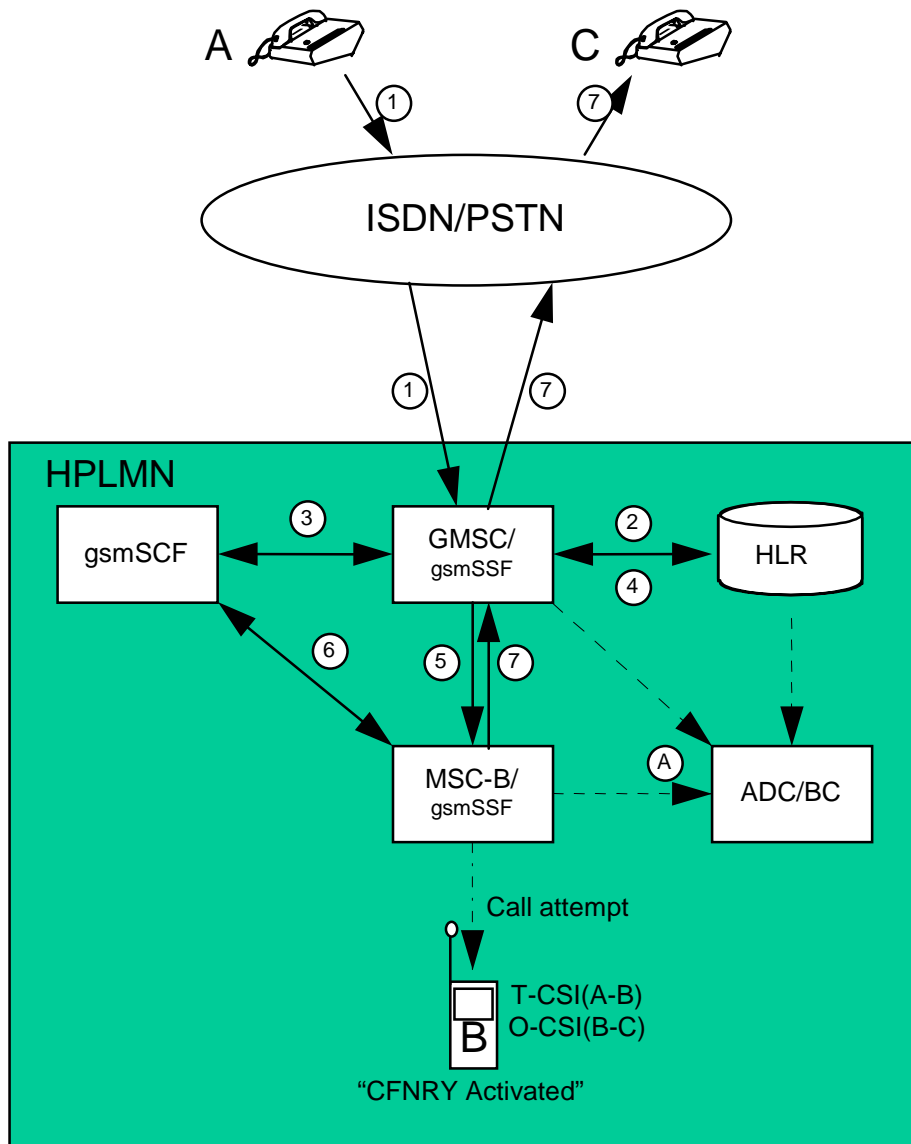 A
C
1
7
ISDN/PSTN
1
7
HPLMN
gsmSCF
3
GMSC/
gsmSSF
2
4
HLR
6
5
7
MSC-B/
gsmSSF
A
ADC/BC
Call attempt
B
T-CSI(A-B)
O-CSI(B-C)
“CFNRY Activated”